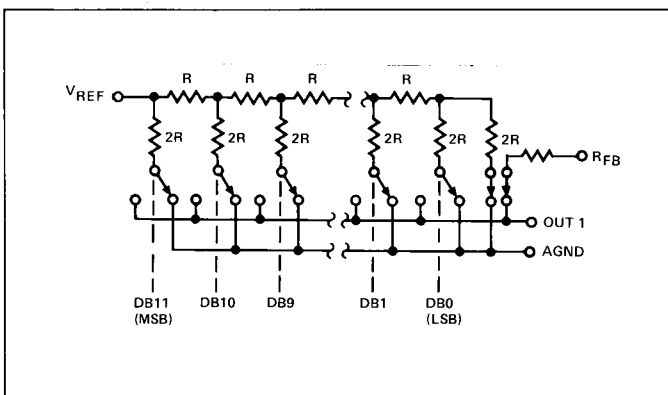 R R R R
VREF
2R 2R 2R 2R 2R 2R
RFB
OUT 1
AGND
DB11 DB10 DB9 DB1 DB0
(MSB) (LSB)